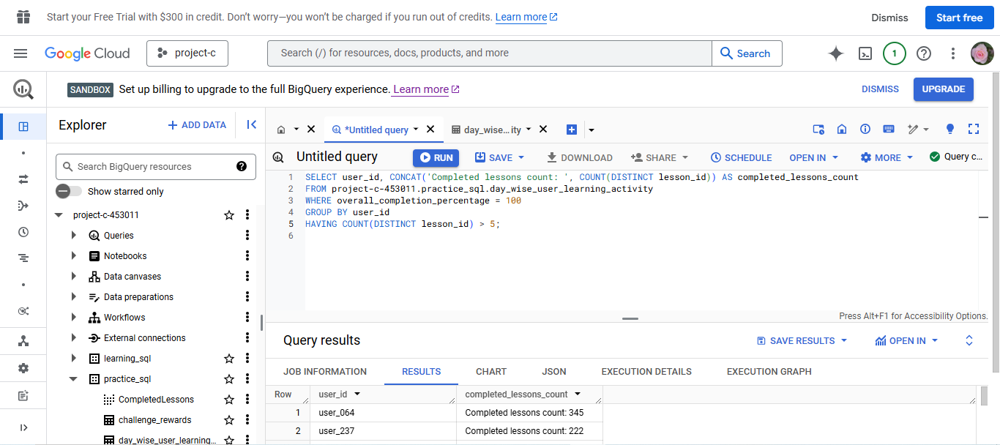 Start your Free Trial with $300 in credit. Don’t worry—you won’t be charged if you run out of credits. Learn more
Dismiss
Start free
Google Cloud
project-c
Search (/) for resources, docs, products, and more
Search
1
SANDBOX Set up billing to upgrade to the full BigQuery experience. Learn more
DISMISS
UPGRADE
Explorer
+ ADD DATA
*Untitled query
day_wise...ity
Untitled query
RUN
SAVE
DOWNLOAD
SHARE
SCHEDULE
OPEN IN
MORE
Query c...
Search BigQuery resources
Show starred only
project-c-453011
Queries
Notebooks
Data canvases
Data preparations
Workflows
External connections
learning_sql
practice_sql
CompletedLessons
challenge_rewards
day_wise_user_learning...
1 SELECT user_id, CONCAT('Completed lessons count: ', COUNT(DISTINCT lesson_id)) AS completed_lessons_count
2 FROM project-c-453011.practice_sql.day_wise_user_learning_activity
3 WHERE overall_completion_percentage = 100
4 GROUP BY user_id
5 HAVING COUNT(DISTINCT lesson_id) > 5;
6
Press Alt+F1 for Accessibility Options.
Query results
SAVE RESULTS
OPEN IN
JOB INFORMATION
RESULTS
CHART
JSON
EXECUTION DETAILS
EXECUTION GRAPH
Row user_id completed_lessons_count
1 user_064 Completed lessons count: 345
2 user_237 Completed lessons count: 222